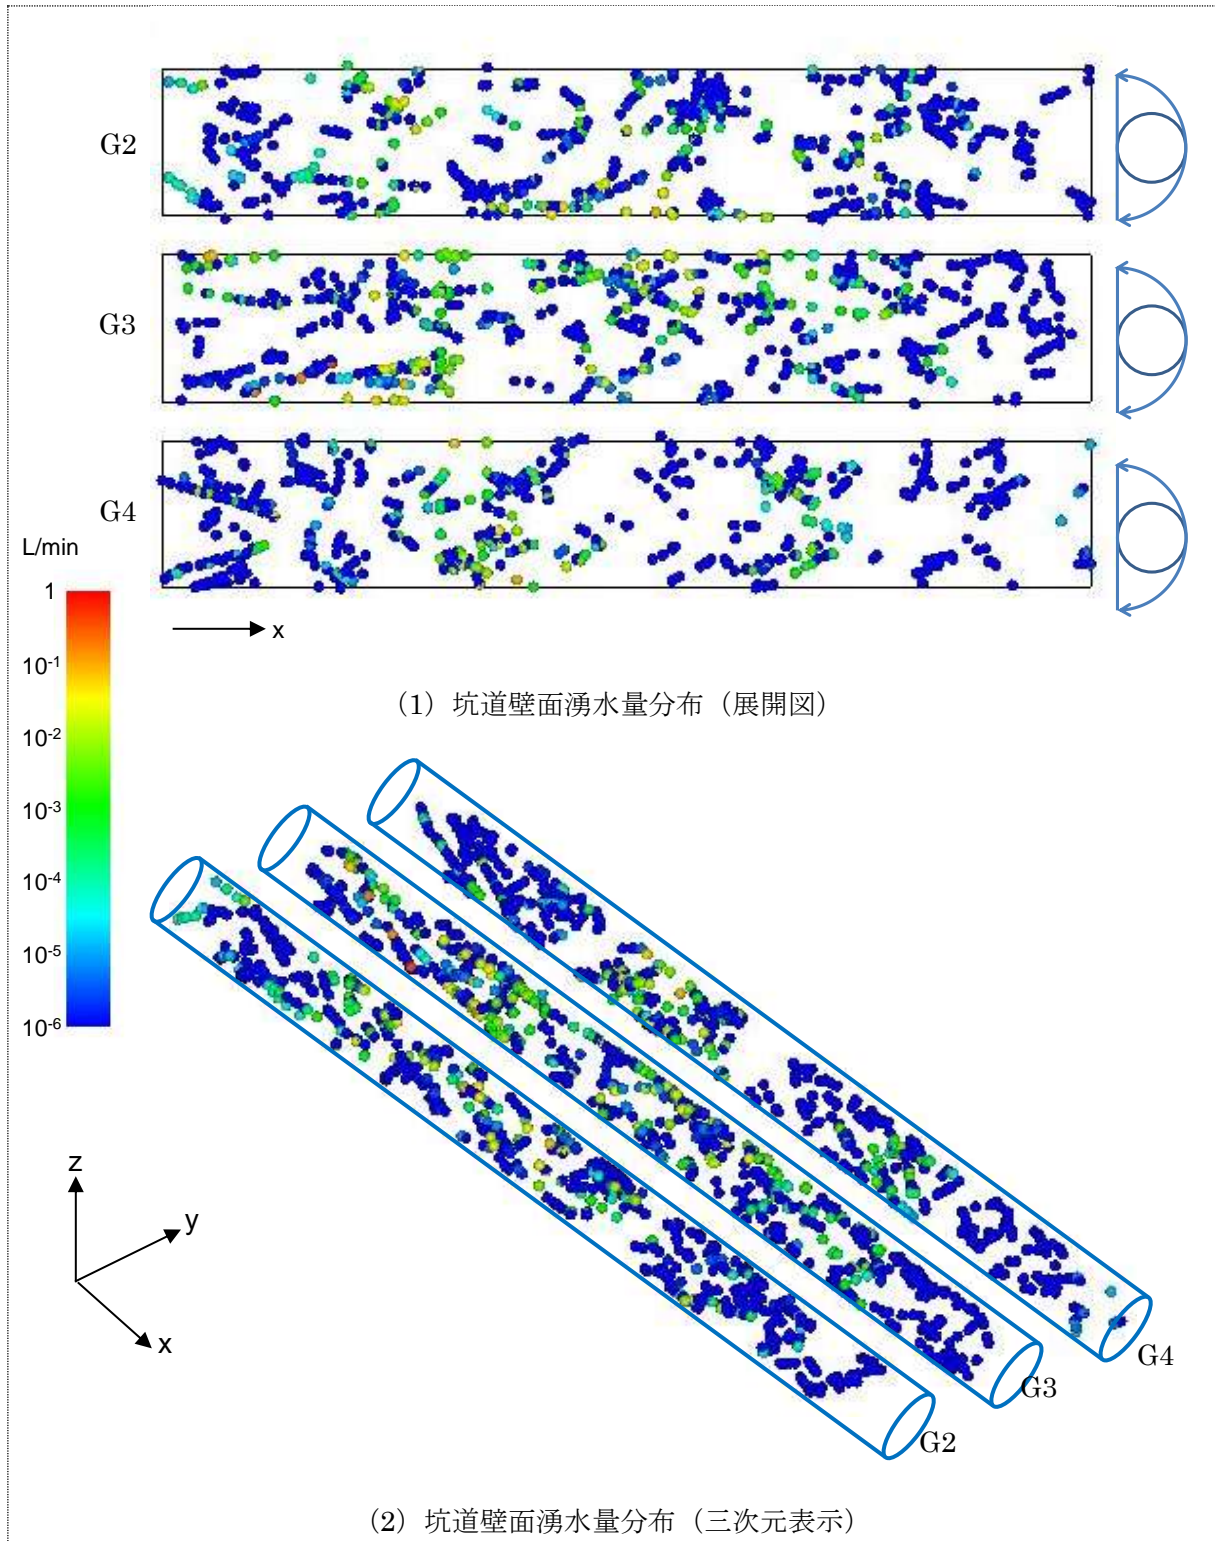 G2
G3
G4
L/min
1
10-1
10-2
10-3
10-4
10-5
10-6
x
(1) 坑道壁面湧水量分布（展開図）
z
y
x
G4
G3
G2
(2) 坑道壁面湧水量分布（三次元表示）